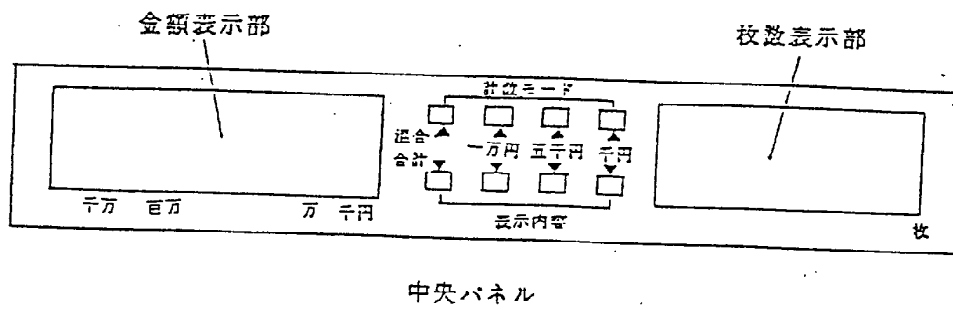 金額表示部
枚数表示部
計数モード
混合
合計
一万円 五千円 千円
千万 百万 万 千円
表示内容
枚
中央パネル